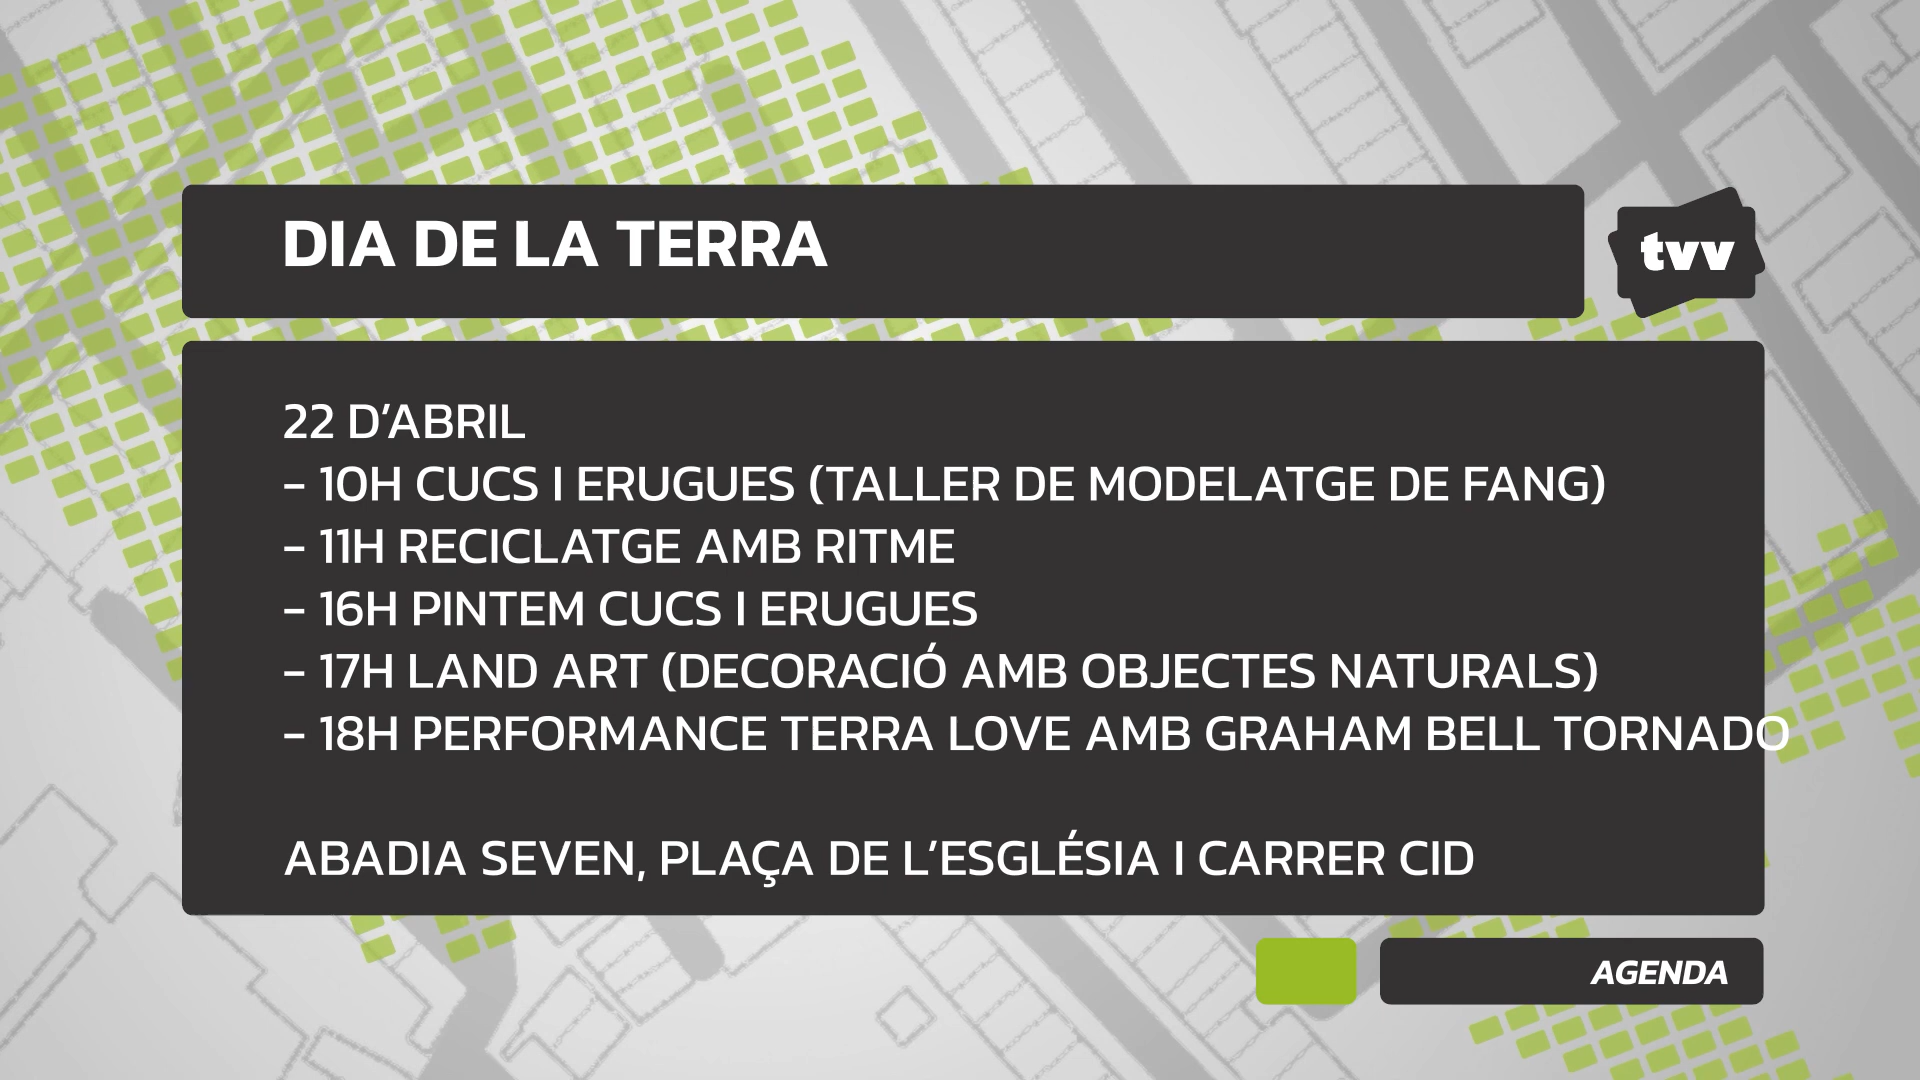 DIA DE LA TERRA
tvv
22 D’ABRIL
– 10H CUCS I ERUGUES (TALLER DE MODELATGE DE FANG)
– 11H RECICLATGE AMB RITME
– 16H PINTEM CUCS I ERUGUES
– 17H LAND ART (DECORACIÓ AMB OBJECTES NATURALS)
– 18H PERFORMANCE TERRA LOVE AMB GRAHAM BELL TORNADO
ABADIA SEVEN, PLAÇA DE L’ESGLÉSIA I CARRER CID
AGENDA